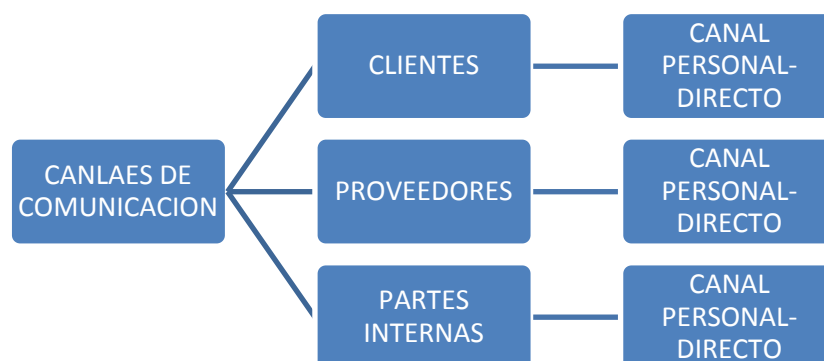 CLIENTES
CANAL
PERSONAL-
DIRECTO
CANLAES DE
COMUNICACION
PROVEEDORES
CANAL
PERSONAL-
DIRECTO
PARTES
INTERNAS
CANAL
PERSONAL-
DIRECTO